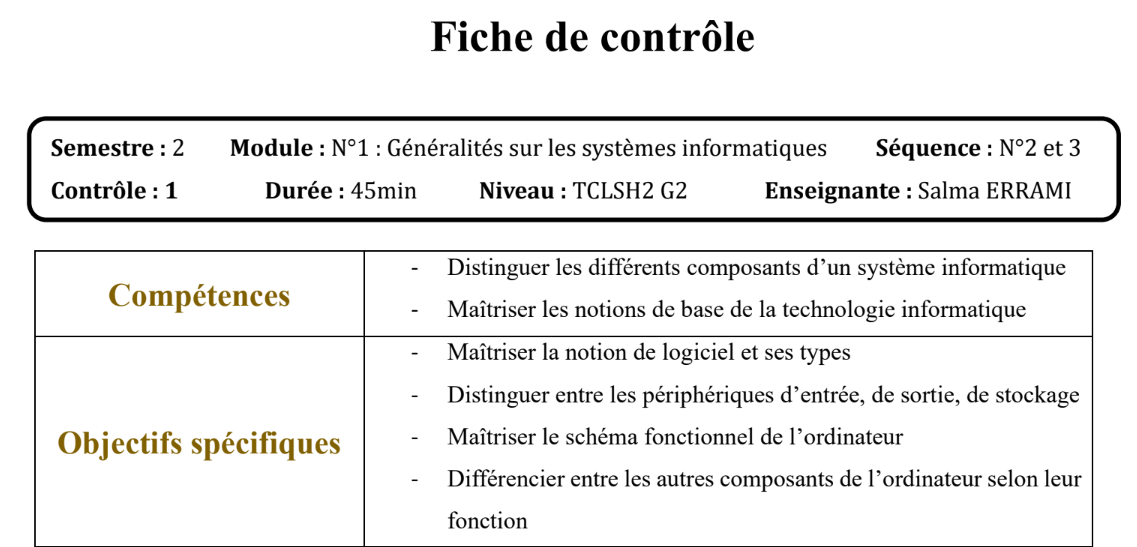 Fiche de contrôle
Semestre : 2 Module : N°1 : Généralités sur les systèmes informatiques Séquence : N°2 et 3
Contrôle : 1 Durée : 45min Niveau : TCLSH2 G2 Enseignante : Salma ERRAMI
Compétences
- Distinguer les différents composants d’un système informatique
- Maîtriser les notions de base de la technologie informatique
Objectifs spécifiques
- Maîtriser la notion de logiciel et ses types
- Distinguer entre les périphériques d’entrée, de sortie, de stockage
- Maîtriser le schéma fonctionnel de l’ordinateur
- Différencier entre les autres composants de l’ordinateur selon leur
fonction